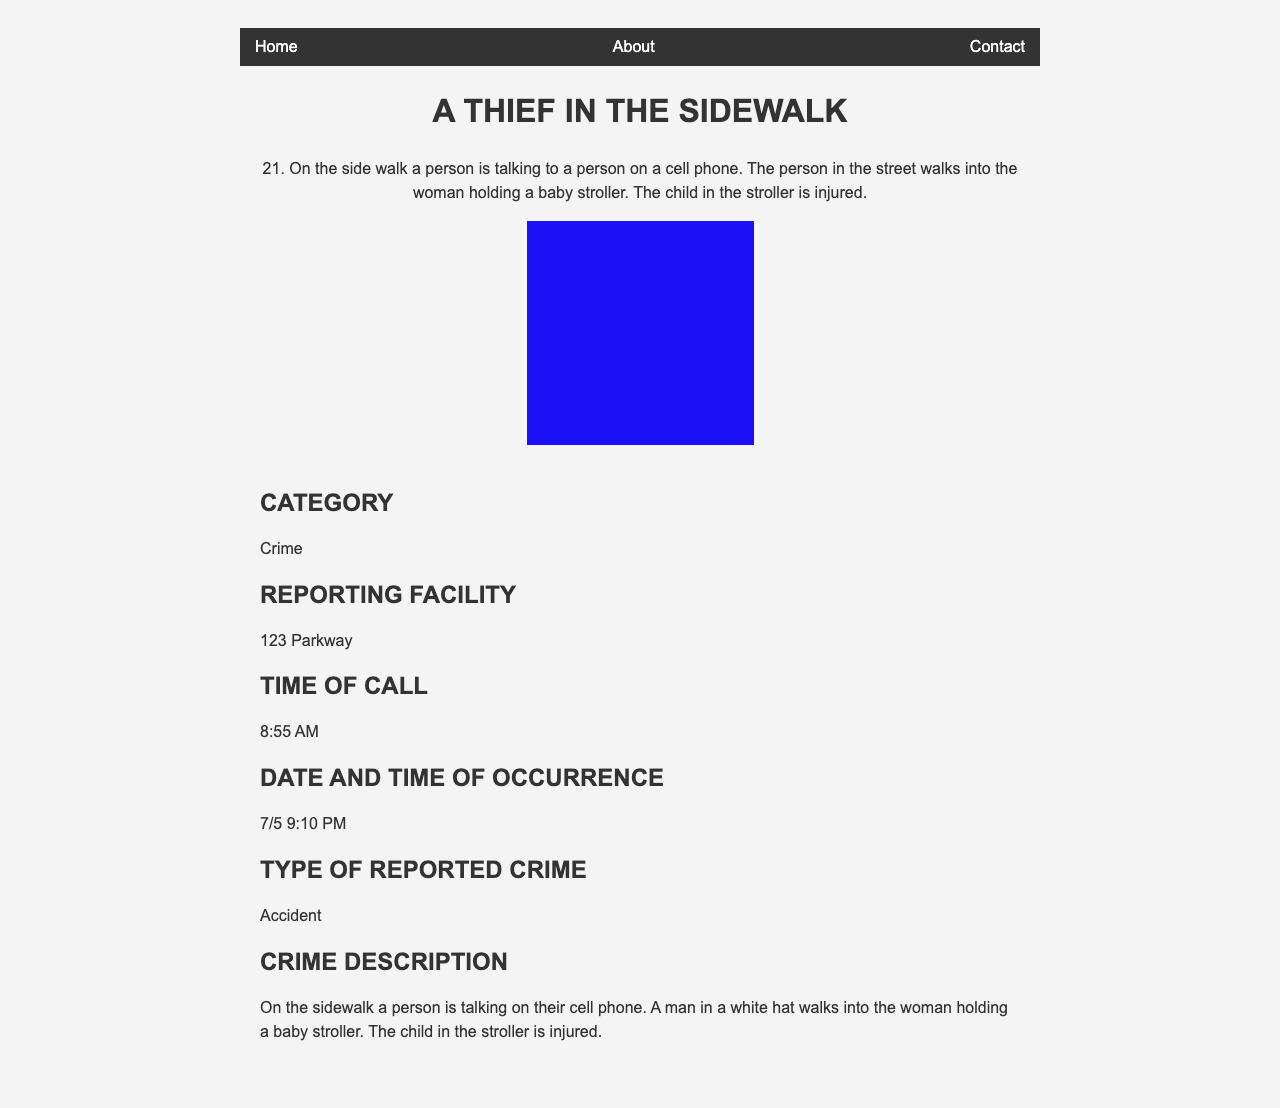 Home About Contact
A THIEF IN THE SIDEWALK
21. On the side walk a person is talking to a person on a cell phone. The person in the street walks into the
woman holding a baby stroller. The child in the stroller is injured.
CATEGORY
Crime
REPORTING FACILITY
123 Parkway
TIME OF CALL
8:55 AM
DATE AND TIME OF OCCURRENCE
7/5 9:10 PM
TYPE OF REPORTED CRIME
Accident
CRIME DESCRIPTION
On the sidewalk a person is talking on their cell phone. A man in a white hat walks into the woman holding
a baby stroller. The child in the stroller is injured.